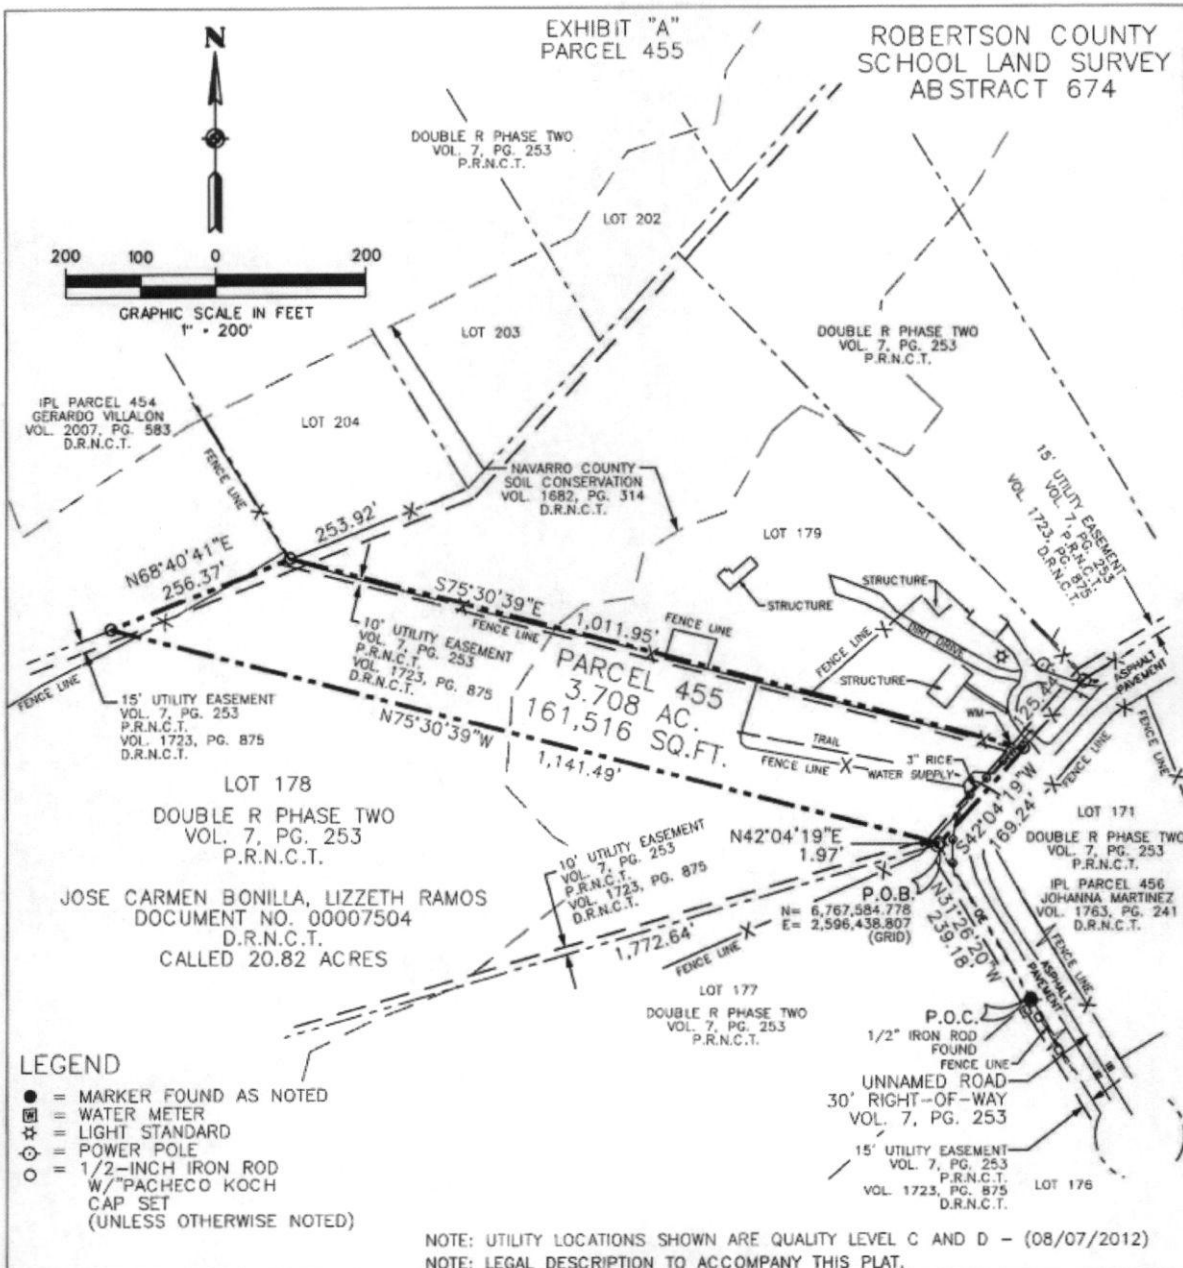 EXHIBIT "A"
PARCEL 455
ROBERTSON COUNTY
SCHOOL LAND SURVEY
ABSTRACT 674
N
200 100 0 200
GRAPHIC SCALE IN FEET
1" = 200'
DOUBLE R PHASE TWO
VOL. 7, PG. 253
P.R.N.C.T.
LOT 202
LOT 203
DOUBLE R PHASE TWO
VOL. 7, PG. 253
P.R.N.C.T.
IPL PARCEL 454
GERARDO VILLALON
VOL. 2007, PG. 583
D.R.N.C.T.
LOT 204
FENCE LINE
NAVARRO COUNTY
SOIL CONSERVATION
VOL. 1682, PG. 314
D.R.N.C.T.
15' UTILITY EASEMENT
VOL. 7, PG. 253
P.R.N.C.T.
VOL. 1723, PG. 875
D.R.N.C.T.
253.92'
LOT 179
N68°40'41"E
256.37'
S75°30'39"E
1,011.95'
STRUCTURE
STRUCTURE
FENCE LINE
FENCE LINE
FENCE LINE
DIRT DRIVE
10' UTILITY EASEMENT
VOL. 7, PG. 253
P.R.N.C.T.
VOL. 1723, PG. 875
D.R.N.C.T.
PARCEL 455
3.708 AC.
161,516 SQ.FT.
STRUCTURE
WM
125.44'
ASPHALT
PAVEMENT
FENCE LINE
FENCE LINE
15' UTILITY EASEMENT
VOL. 7, PG. 253
P.R.N.C.T.
VOL. 1723, PG. 875
D.R.N.C.T.
N75°30'39"W
1,141.49'
TRAIL
FENCE LINE
3" RICE
WATER SUPPLY
FENCE LINE
S42°04'19"W
169.24'
LOT 178
DOUBLE R PHASE TWO
VOL. 7, PG. 253
P.R.N.C.T.
N42°04'19"E
1.97'
LOT 171
DOUBLE R PHASE TWO
VOL. 7, PG. 253
P.R.N.C.T.
IPL PARCEL 456
JOHANNA MARTINEZ
VOL. 1763, PG. 241
D.R.N.C.T.
10' UTILITY EASEMENT
VOL. 7, PG. 253
P.R.N.C.T.
VOL. 1723, PG. 875
D.R.N.C.T.
JOSE CARMEN BONILLA, LIZZETH RAMOS
DOCUMENT NO. 00007504
D.R.N.C.T.
CALLED 20.82 ACRES
P.O.B.
N= 6,767,584.778
E= 2,596,438.807
(GRID)
N31°26'20"W
239.18'
OE
1,772.64'
FENCE LINE
FENCE LINE
ASPHALT
PAVEMENT
LOT 177
DOUBLE R PHASE TWO
VOL. 7, PG. 253
P.R.N.C.T.
P.O.C.
1/2" IRON ROD
FOUND
FENCE LINE
UNNAMED ROAD
30' RIGHT-OF-WAY
VOL. 7, PG. 253
15' UTILITY EASEMENT
VOL. 7, PG. 253
P.R.N.C.T.
VOL. 1723, PG. 875
D.R.N.C.T.
LOT 176
LEGEND
= MARKER FOUND AS NOTED
= WATER METER
= LIGHT STANDARD
= POWER POLE
= 1/2-INCH IRON ROD
W/"PACHECO KOCH
CAP SET
(UNLESS OTHERWISE NOTED)
NOTE: UTILITY LOCATIONS SHOWN ARE QUALITY LEVEL C AND D - (08/07/2012)
NOTE: LEGAL DESCRIPTION TO ACCOMPANY THIS PLAT.